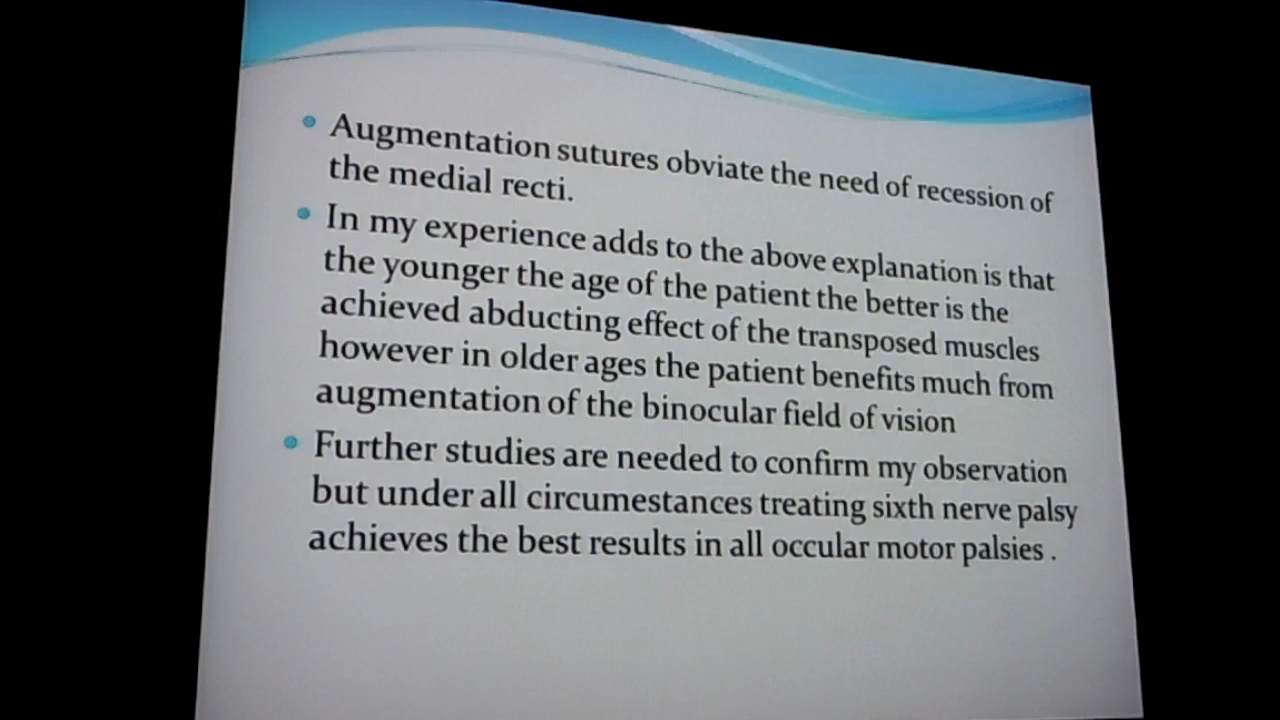 Augmentation sutures obviate the need of recession of
the medial recti.
In my experience adds to the above explanation is that
the younger the age of the patient the better is the
achieved abducting effect of the transposed muscles
however in older ages the patient benefits much from
augmentation of the binocular field of vision
Further studies are needed to confirm my observation
but under all circumestances treating sixth nerve palsy
achieves the best results in all occular motor palsies .